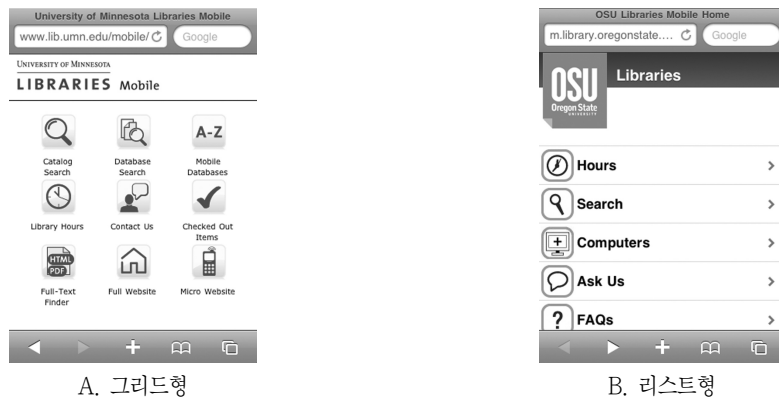 University of Minnesota Libraries Mobile
www.lib.umn.edu/mobile/
Google
UNIVERSITY OF MINNESOTA
LIBRARIES Mobile
Catalog
Search
Database
Search
A-Z
Mobile
Databases
Library Hours
Contact Us
Checked Out
Items
HTML
PDF
Full-Text
Finder
Full Website
Micro Website
A. 그리드형
OSU Libraries Mobile Home
m.library.oregonstate....
Google
OSU
Oregon State
UNIVERSITY
Libraries
Hours
Search
Computers
Ask Us
? FAQs
B. 리스트형